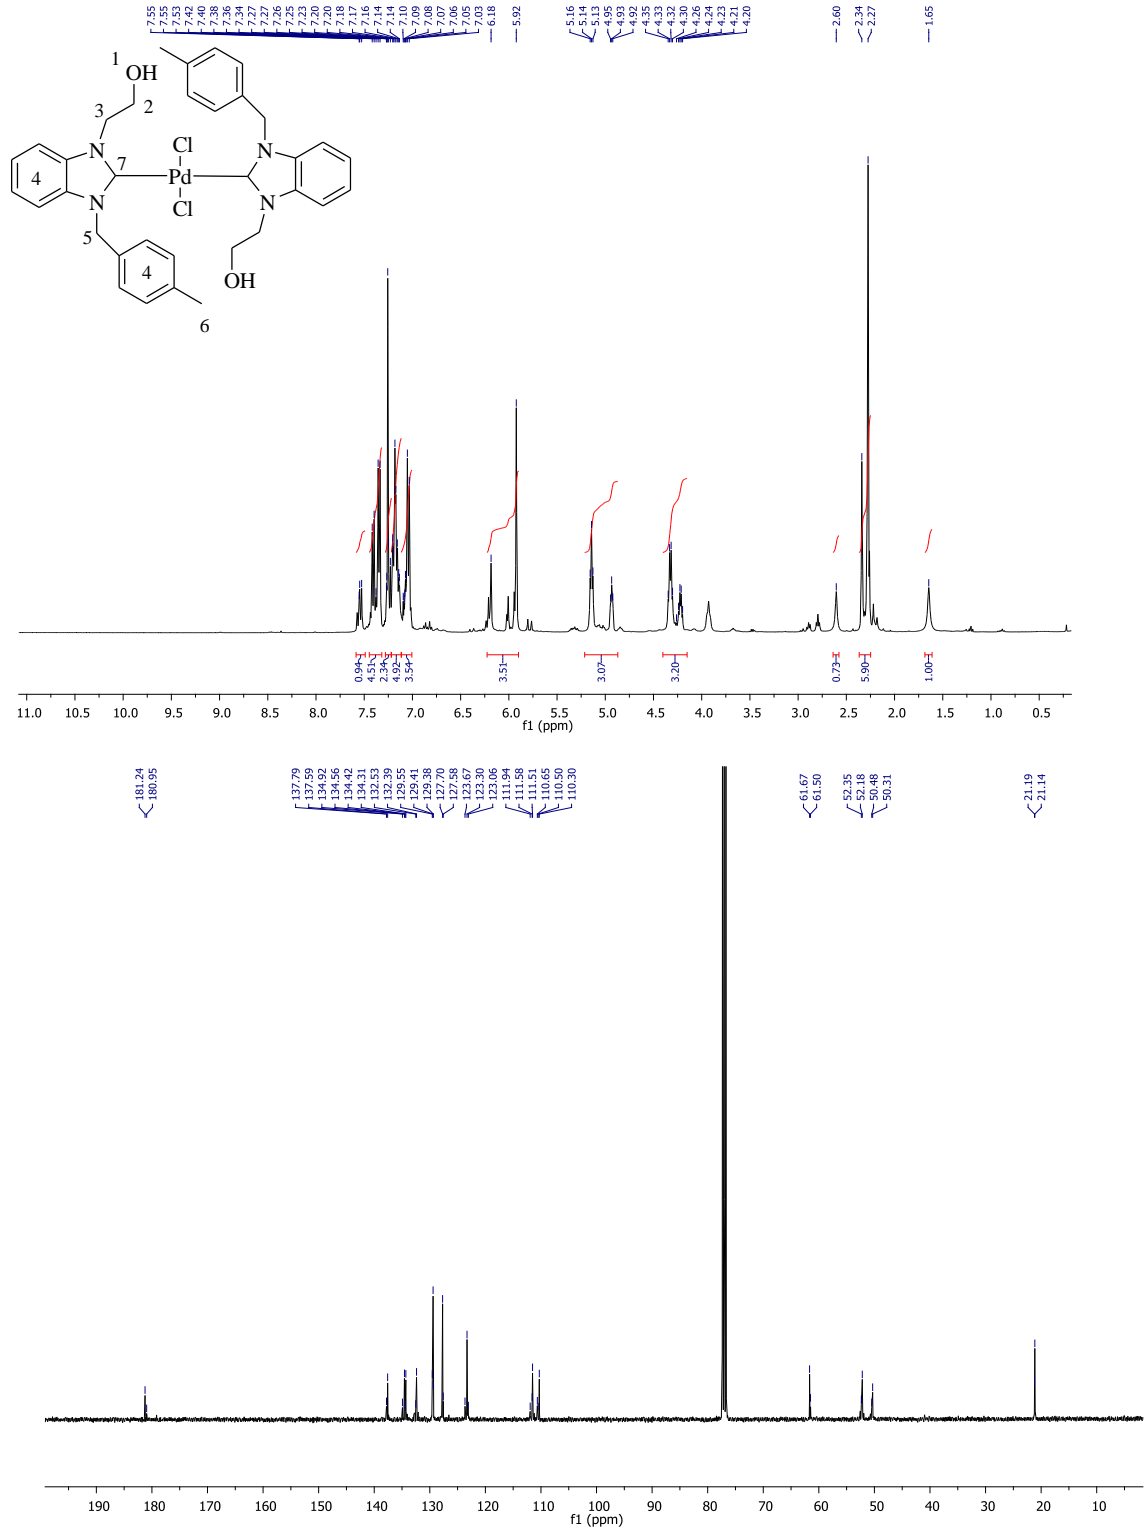 7.55 7.55 7.53 7.42 7.40 7.38 7.36 7.34 7.27 7.27 7.26 7.25 7.23 7.20 7.20 7.18 7.17 7.16 7.14 7.14 7.10 7.09 7.08 7.07 7.06 7.05 7.03 6.18 5.92 5.16 5.14 5.13 4.95 4.93 4.92 4.35 4.33 4.32 4.30 4.26 4.24 4.23 4.21 4.20 2.60 2.34 2.27 1.65
1 OH
2
3
N N
Cl
4 7 Pd
Cl
N N
5
4
OH
6
0.94 4.51 2.34 4.92 3.54 3.51 3.07 3.20 0.73 5.90 1.00
11.0 10.5 10.0 9.5 9.0 8.5 8.0 7.5 7.0 6.5 6.0 5.5 5.0 4.5 4.0 3.5 3.0 2.5 2.0 1.5 1.0 0.5
f1 (ppm)
181.24 180.95 137.79 137.59 134.92 134.56 134.42 134.31 132.53 132.39 129.55 129.41 129.38 127.70 127.58 123.67 123.30 123.06 111.94 111.58 111.51 110.65 110.50 110.30 61.67 61.50 52.35 52.18 50.48 50.31 21.19 21.14
190 180 170 160 150 140 130 120 110 100 90 80 70 60 50 40 30 20 10
f1 (ppm)